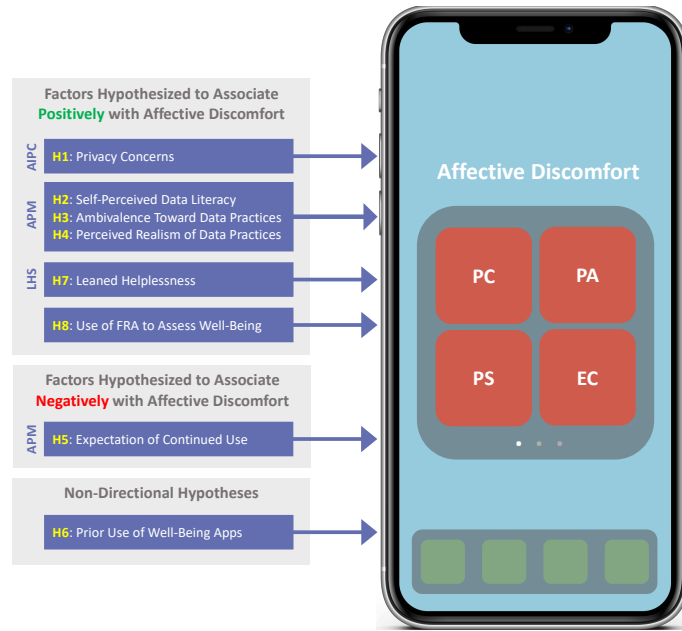 Factors Hypothesized to Associate
Positively with Affective Discomfort
AIPC
H1: Privacy Concerns
APM
H2: Self-Perceived Data Literacy
H3: Ambivalence Toward Data Practices
H4: Perceived Realism of Data Practices
LHS
H7: Leaned Helplessness
H8: Use of FRA to Assess Well-Being
Factors Hypothesized to Associate
Negatively with Affective Discomfort
APM
H5: Expectation of Continued Use
Non-Directional Hypotheses
H6: Prior Use of Well-Being Apps
Affective Discomfort
PC
PA
PS
EC